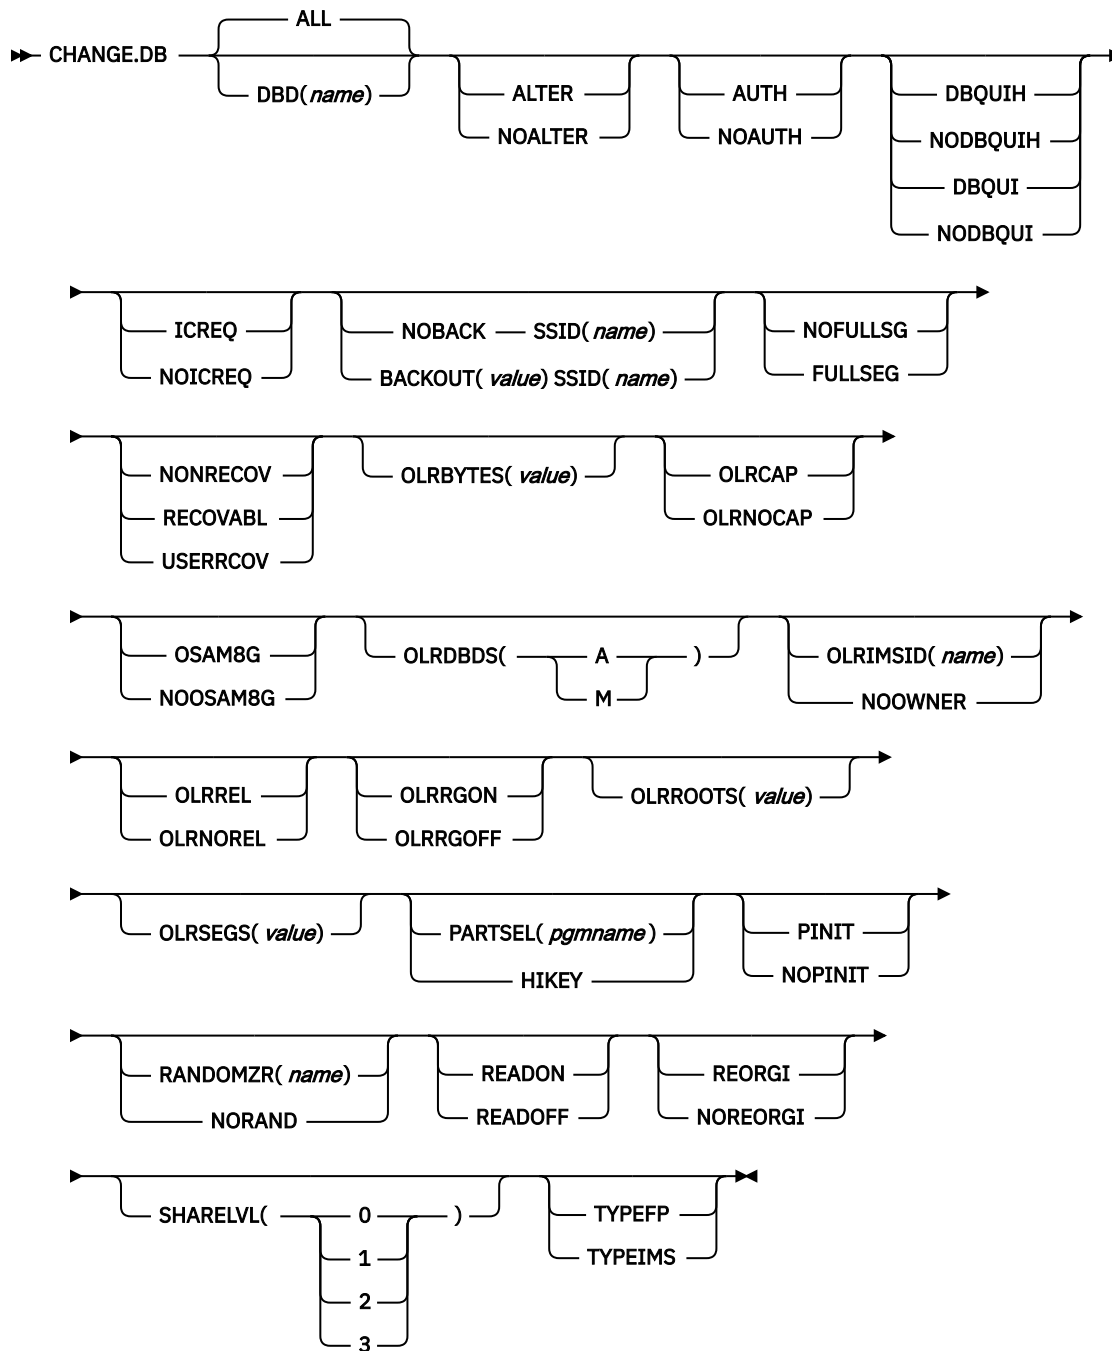 ALL
CHANGE.DB
DBD(name)
ALTER AUTH DBQUIH
NOALTER NOAUTH NODBQUIH
DBQUI
NODBQUI
ICREQ NOBACK SSID(name) NOFULLSG
NOICREQ BACKOUT( value) SSID( name) FULLSEG
NONRECOV OLRBYTES( value) OLRCAP
RECOVABL OLRNOCAP
USERRCOV
OSAM8G OLRDBDS( A ) OLRIMSID( name)
NOOSAM8G M NOOWNER
OLRREL OLRRGON OLRROOTS( value)
OLRNOREL OLRRGOFF
OLRSEGS( value) PARTSEL( pgmname) PINIT
HIKEY NOPINIT
RANDOMZR( name) READON REORGI
NORAND READOFF NOREORGI
SHARELVL( 0 ) TYPEFP
1 TYPEIMS
2
3